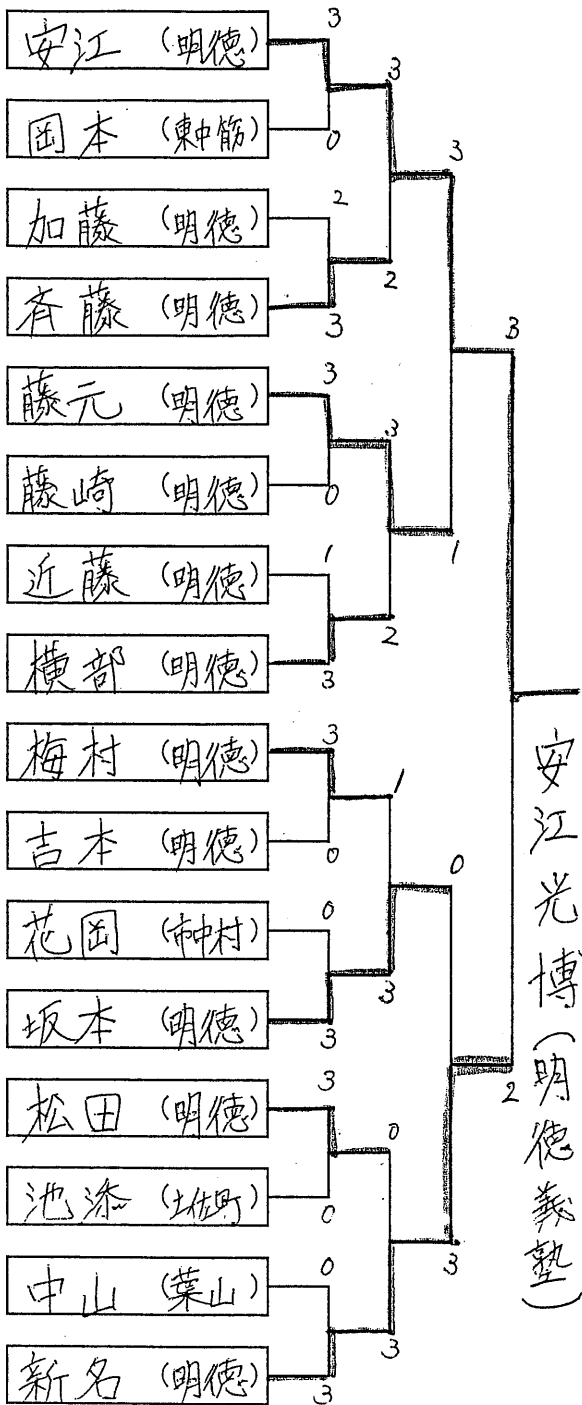 安江 (明徳)
岡本 (東中筋)
加藤 (明徳)
斉藤 (明徳)
藤元 (明徳)
藤崎 (明徳)
近藤 (明徳)
横部 (明徳)
梅村 (明徳)
吉本 (明徳)
花岡 (市中村)
坂本 (明徳)
松田 (明徳)
池添 (土佐町)
中山 (葉山)
新名 (明徳)
3
0
2
3
3
0
1
3
3
0
0
3
3
0
0
3
3
2
3
2
1
3
0
3
3
1
0
3
3
2
安江光博(明徳義塾)